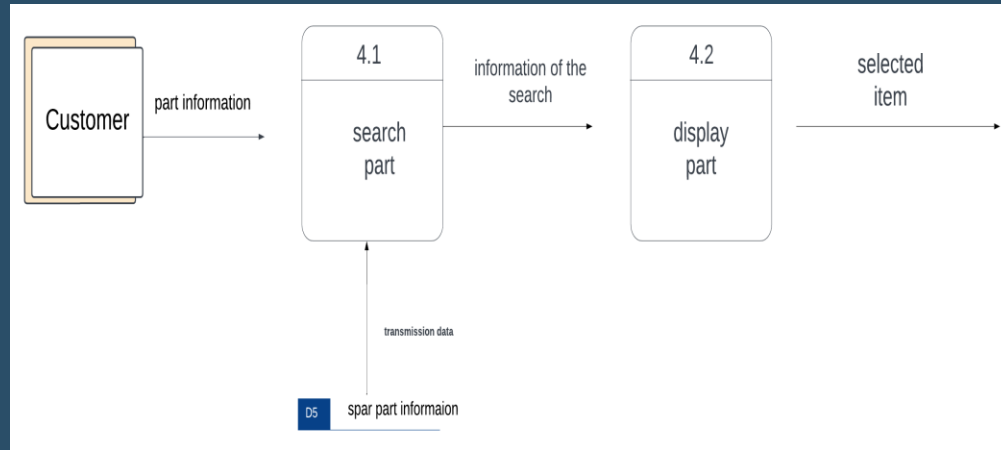 Customer
part information
4.1
search
part
information of the
search
4.2
display
part
selected
item
transmission data
D5
spar part informaion